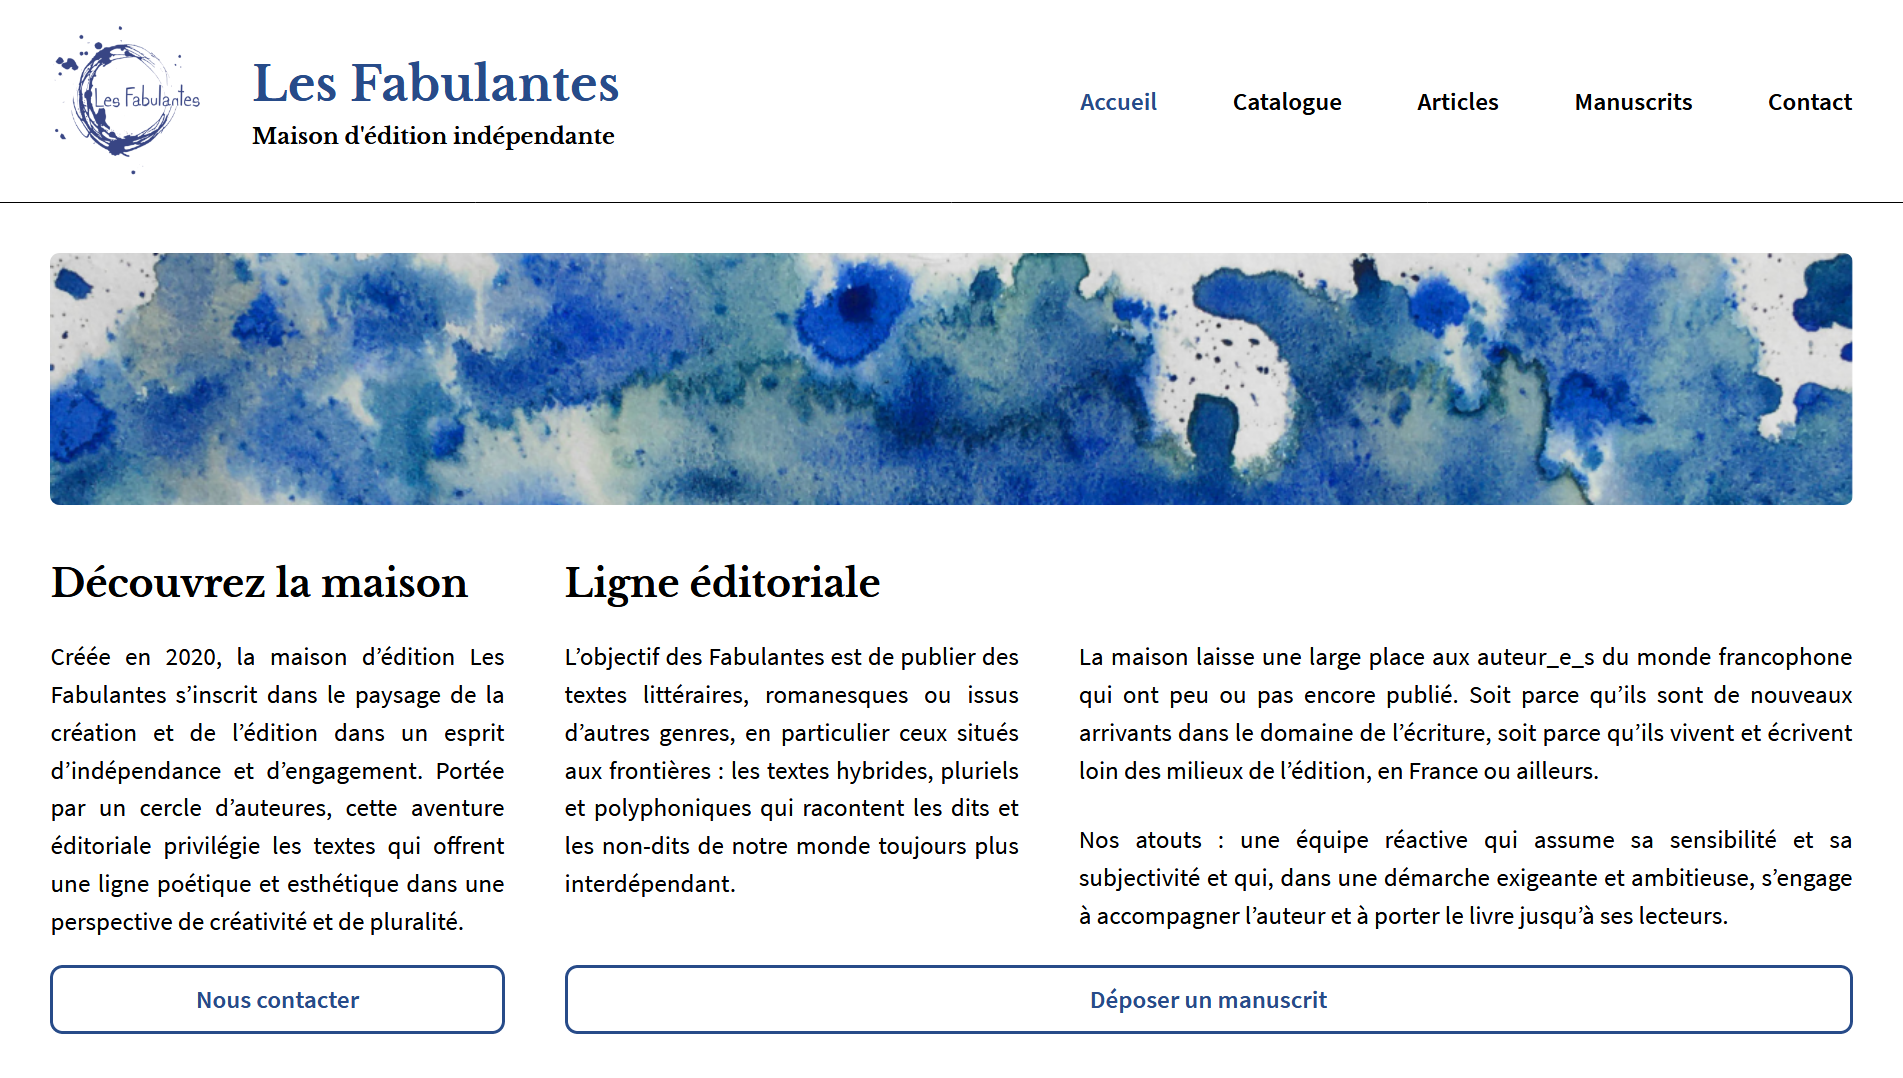 Les Fabulantes
Les Fabulantes
Maison d'édition indépendante
Accueil
Catalogue
Articles
Manuscrits
Contact
Découvrez la maison
Créée en 2020, la maison d’édition Les
Fabulantes s’inscrit dans le paysage de la
création et de l’édition dans un esprit
d’indépendance et d’engagement. Portée
par un cercle d’auteures, cette aventure
éditoriale privilégie les textes qui offrent
une ligne poétique et esthétique dans une
perspective de créativité et de pluralité.
Nous contacter
Ligne éditoriale
L’objectif des Fabulantes est de publier des
textes littéraires, romanesques ou issus
d’autres genres, en particulier ceux situés
aux frontières : les textes hybrides, pluriels
et polyphoniques qui racontent les dits et
les non-dits de notre monde toujours plus
interdépendant.
La maison laisse une large place aux auteur_e_s du monde francophone
qui ont peu ou pas encore publié. Soit parce qu’ils sont de nouveaux
arrivants dans le domaine de l’écriture, soit parce qu’ils vivent et écrivent
loin des milieux de l’édition, en France ou ailleurs.
Nos atouts : une équipe réactive qui assume sa sensibilité et sa
subjectivité et qui, dans une démarche exigeante et ambitieuse, s’engage
à accompagner l’auteur et à porter le livre jusqu’à ses lecteurs.
Déposer un manuscrit